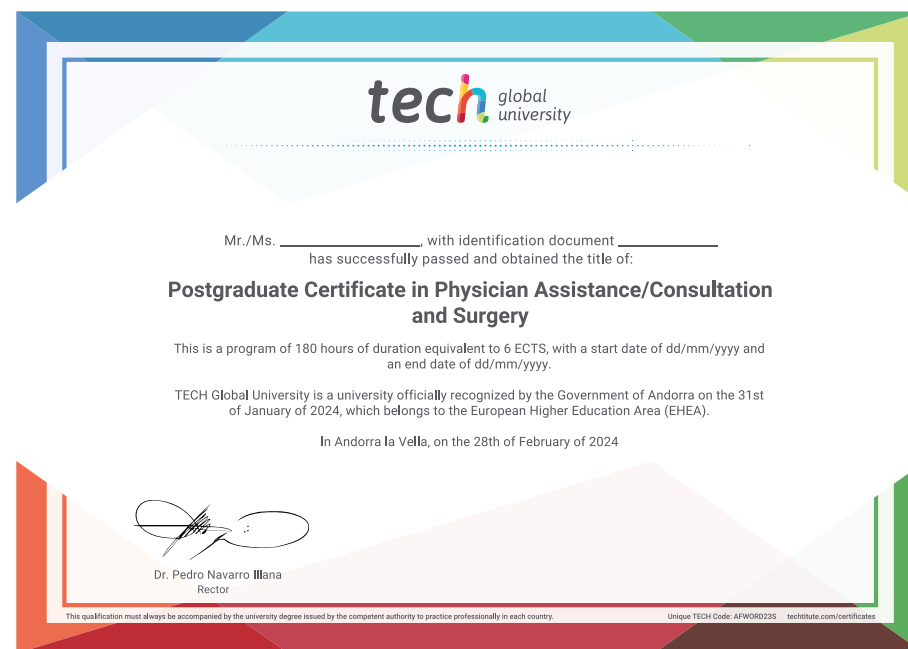 tech global university
Mr./Ms. ____________________, with identification document ______________
has successfully passed and obtained the title of:
Postgraduate Certificate in Physician Assistance/Consultation
and Surgery
This is a program of 180 hours of duration equivalent to 6 ECTS, with a start date of dd/mm/yyyy and
an end date of dd/mm/yyyy.
TECH Global University is a university officially recognized by the Government of Andorra on the 31st
of January of 2024, which belongs to the European Higher Education Area (EHEA).
In Andorra la Vella, on the 28th of February of 2024
Dr. Pedro Navarro Illana
Rector
This qualification must always be accompanied by the university degree issued by the competent authority to practice professionally in each country.
Unique TECH Code: AFWORD23S techtitute.com/certificates